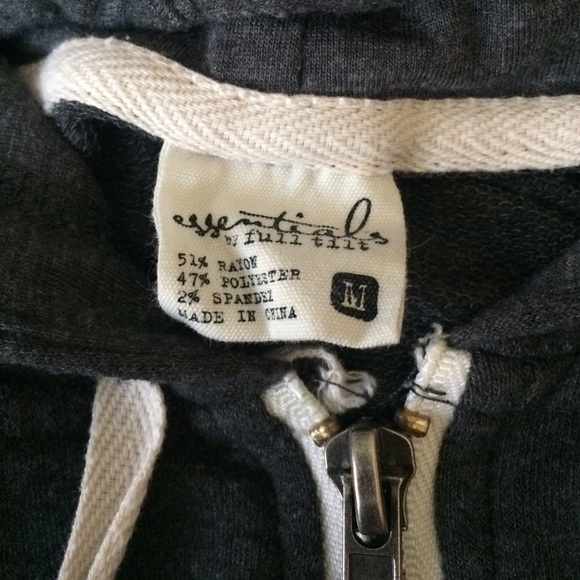 essentials
by full tilt
51% RAYON
47% POLYESTER
2% SPANDEX
MADE IN CHINA
M